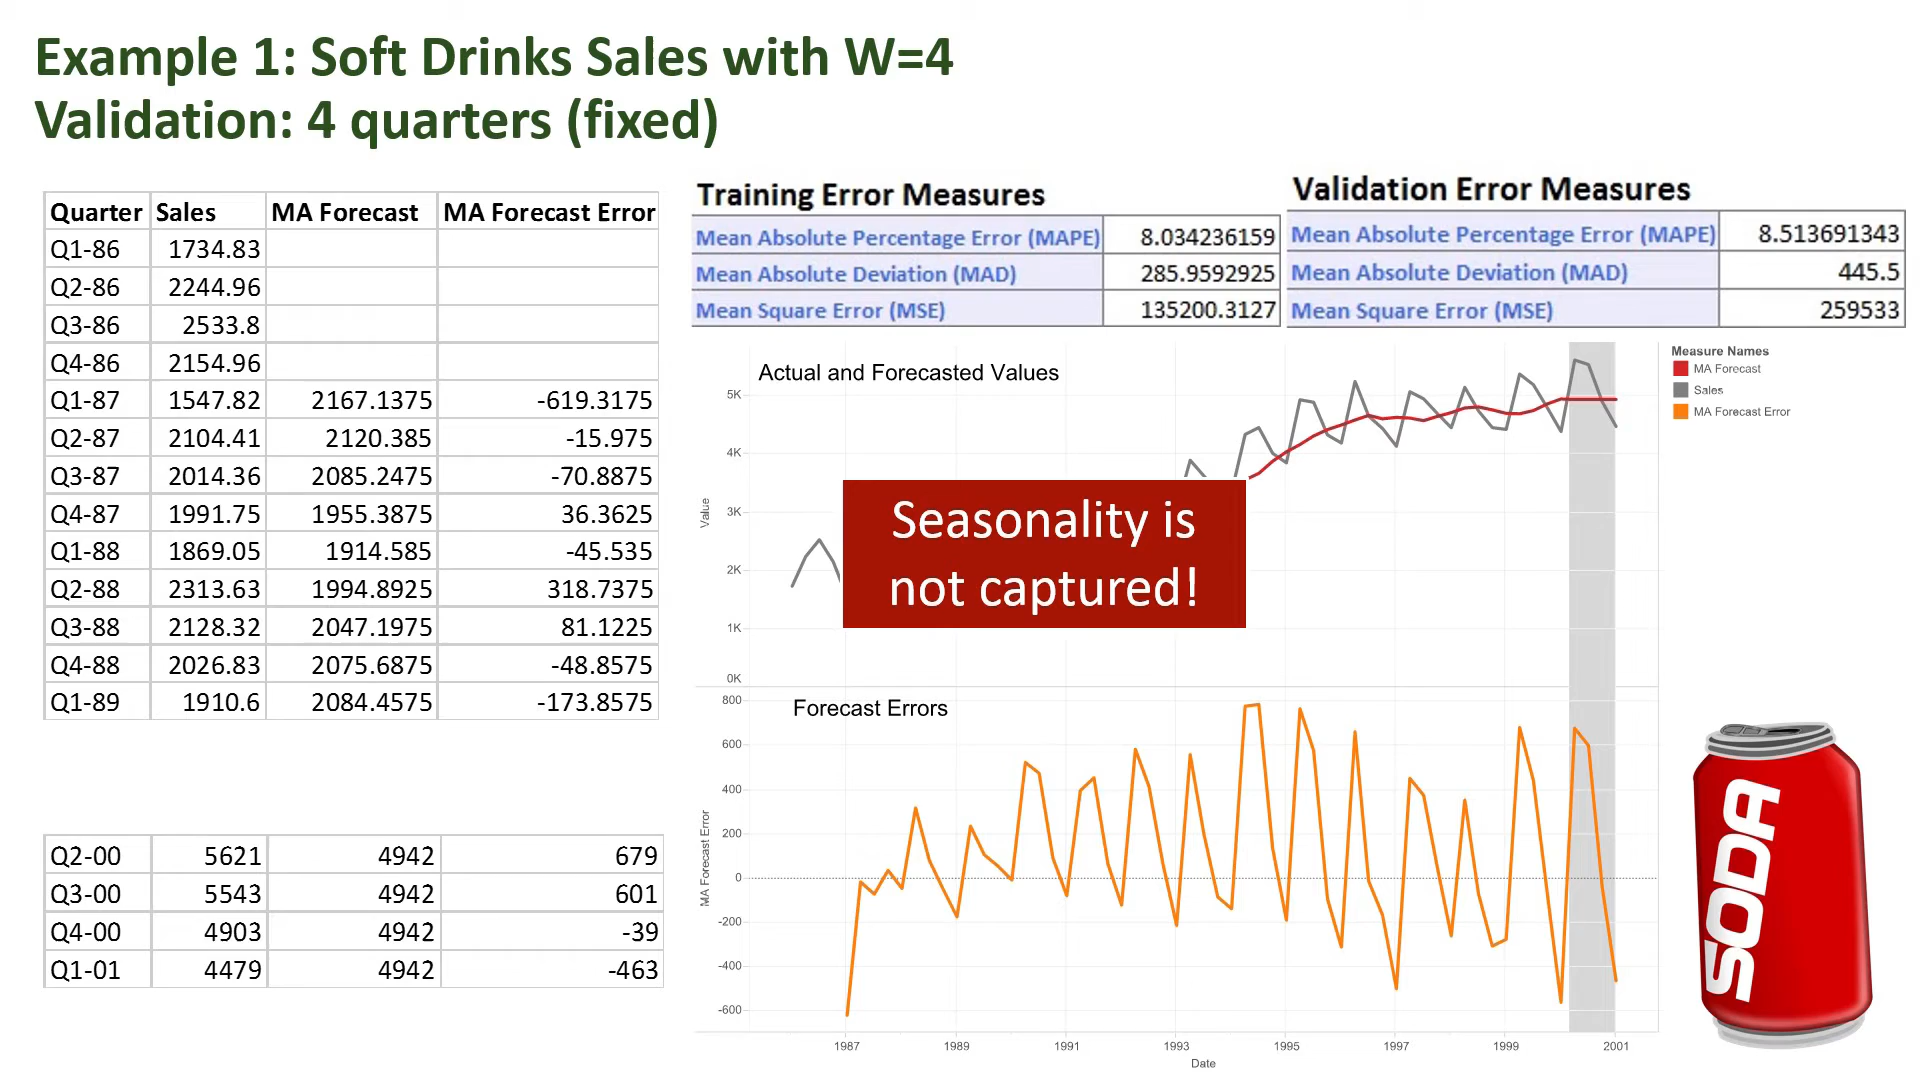 Example 1: Soft Drinks Sales with W=4
Validation: 4 quarters (fixed)
Quarter Sales MA Forecast MA Forecast Error
Q1-86 1734.83
Q2-86 2244.96
Q3-86 2533.8
Q4-86 2154.96
Q1-87 1547.82 2167.1375 -619.3175
Q2-87 2104.41 2120.385 -15.975
Q3-87 2014.36 2085.2475 -70.8875
Q4-87 1991.75 1955.3875 36.3625
Q1-88 1869.05 1914.585 -45.535
Q2-88 2313.63 1994.8925 318.7375
Q3-88 2128.32 2047.1975 81.1225
Q4-88 2026.83 2075.6875 -48.8575
Q1-89 1910.6 2084.4575 -173.8575
Q2-00 5621 4942 679
Q3-00 5543 4942 601
Q4-00 4903 4942 -39
Q1-01 4479 4942 -463
Training Error Measures
Mean Absolute Percentage Error (MAPE) 8.034236159
Mean Absolute Deviation (MAD) 285.9592925
Mean Square Error (MSE) 135200.3127
Validation Error Measures
Mean Absolute Percentage Error (MAPE) 8.513691343
Mean Absolute Deviation (MAD) 445.5
Mean Square Error (MSE) 259533
Actual and Forecasted Values
5K
4K
3K
2K
1K
0K
Value
Seasonality is
not captured!
Measure Names
MA Forecast
Sales
MA Forecast Error
Forecast Errors
800
600
400
200
0
-200
-400
-600
MA Forecast Error
1987 1989 1991 1993 1995 1997 1999 2001
Date
SODA